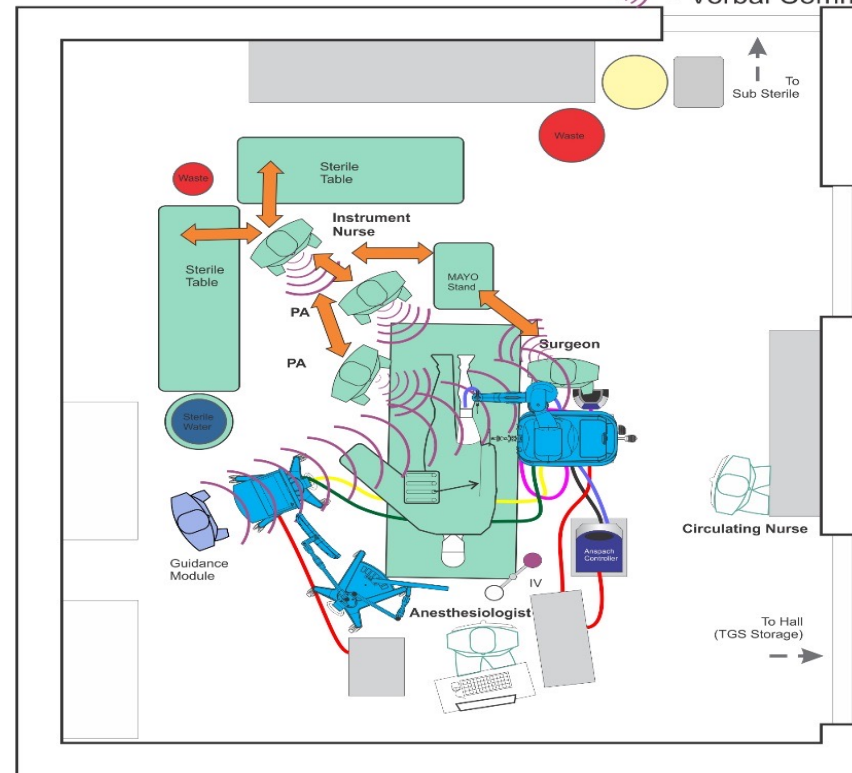 To
Sub Sterile
Waste
Waste
Sterile
Table
Instrument
Nurse
Sterile
Table
MAYO
Stand
PA
Surgeon
PA
Sterile
Water
Circulating Nurse
Anspach
Controller
Guidance
Module
IV
Anesthesiologist
To Hall
(TGS Storage)